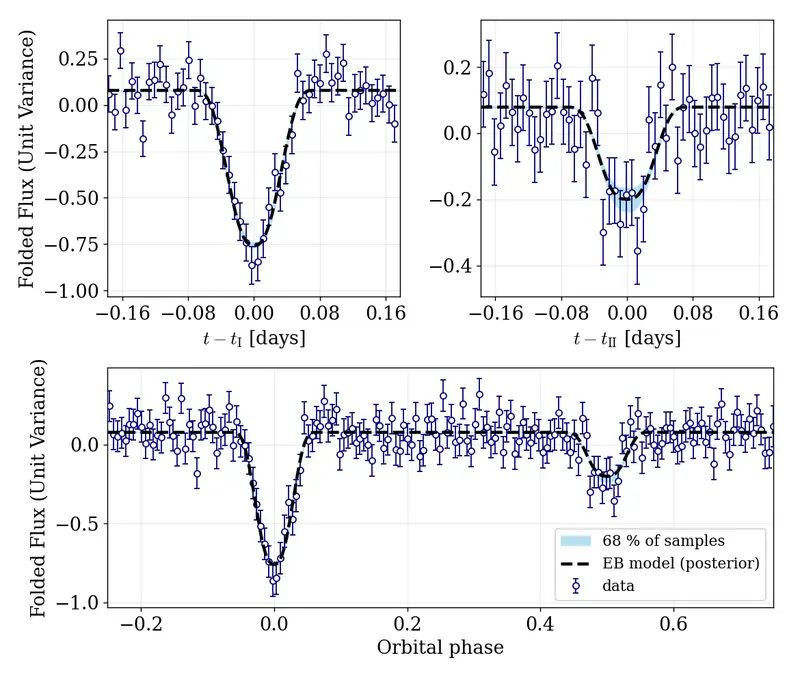 Folded Flux (Unit Variance)
0.25
0.00
−0.25
−0.50
−0.75
−1.00
−0.16 −0.08 0.00 0.08 0.16
t − t_I [days]
0.2
0.0
−0.2
−0.4
−0.16 −0.08 0.00 0.08 0.16
t − t_II [days]
Folded Flux (Unit Variance)
0.0
−0.5
−1.0
68 % of samples
EB model (posterior)
data
−0.2 0.0 0.2 0.4 0.6
Orbital phase